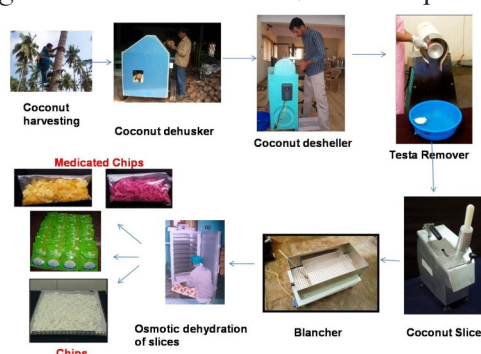 Coconut
harvesting
Coconut dehusker
Coconut desheller
Testa Remover
Medicated Chips
Osmotic dehydration
of slices
Blancher
Coconut Slice
Chips